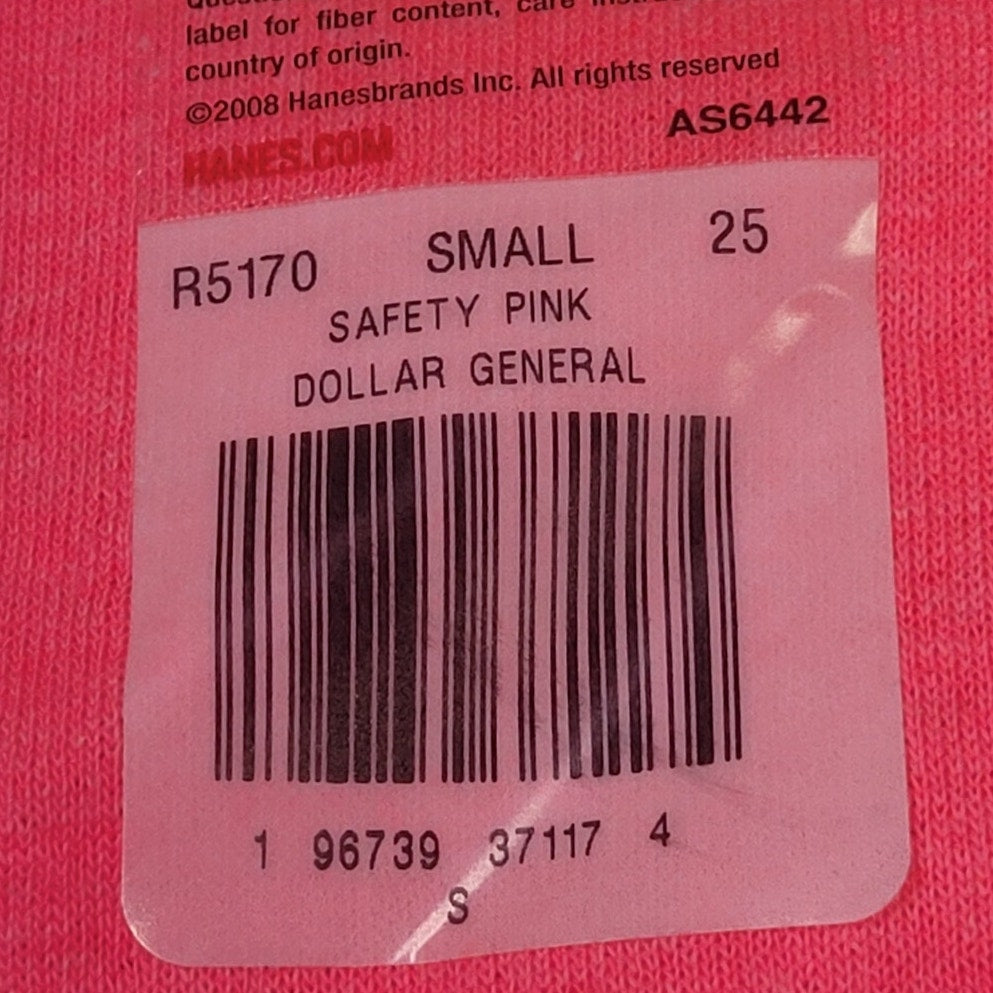 label for fiber content, care
country of origin.
©2008 Hanesbrands Inc. All rights reserved
HANES.COM AS6442
R5170 SMALL 25
SAFETY PINK
DOLLAR GENERAL
1 96739 37117 4
S